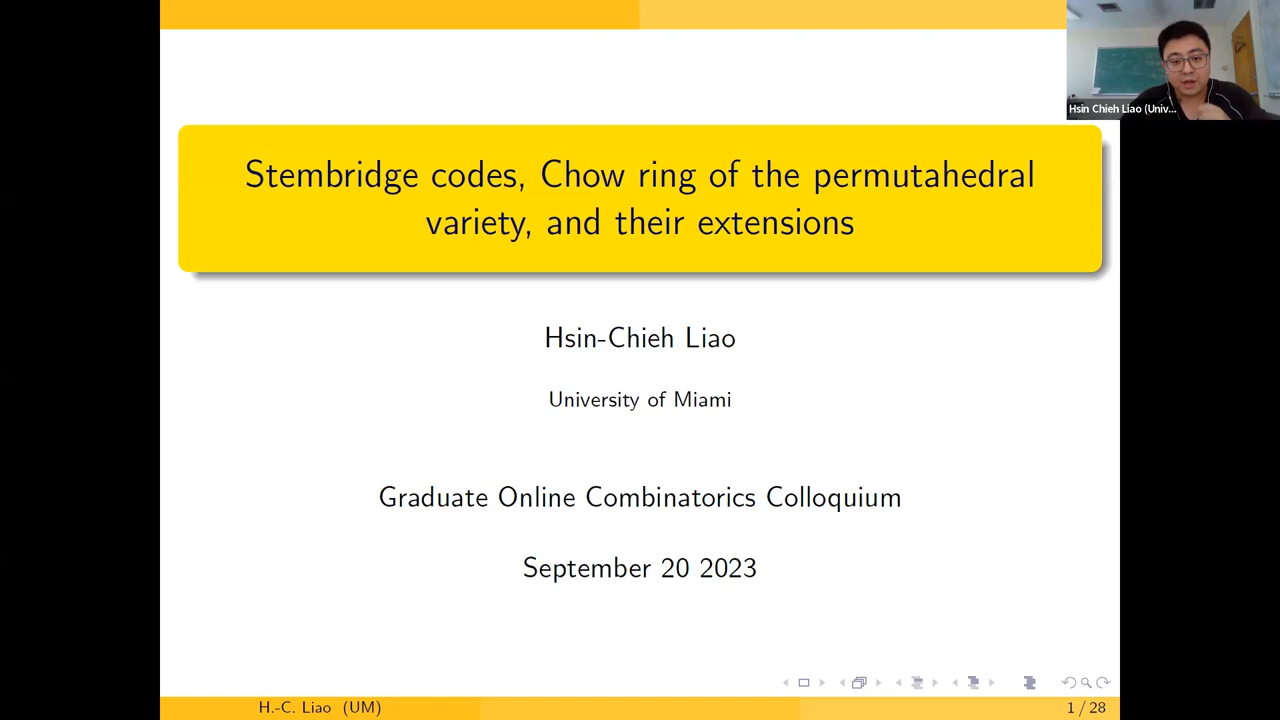 Hsin Chieh Liao (Univ...
Stembridge codes, Chow ring of the permutahedral
variety, and their extensions
Hsin-Chieh Liao
University of Miami
Graduate Online Combinatorics Colloquium
September 20 2023
H.-C. Liao (UM)
1 / 28